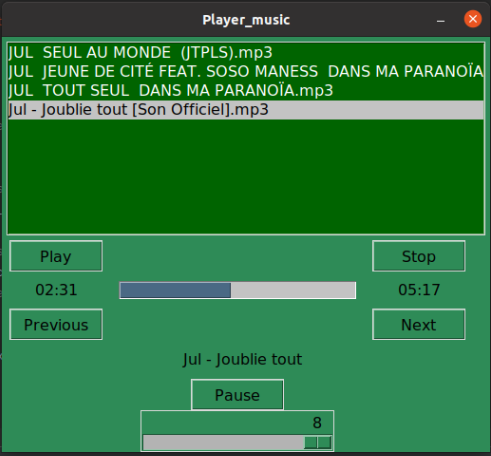 Player_music
JUL  SEUL AU MONDE  (JTPLS).mp3
JUL  JEUNE DE CITÉ FEAT. SOSO MANESS  DANS MA PARANOÏA
JUL  TOUT SEUL  DANS MA PARANOÏA.mp3
Jul - Joublie tout [Son Officiel].mp3
Play Stop
02:31 05:17
Previous Next
Jul - Joublie tout
Pause
8